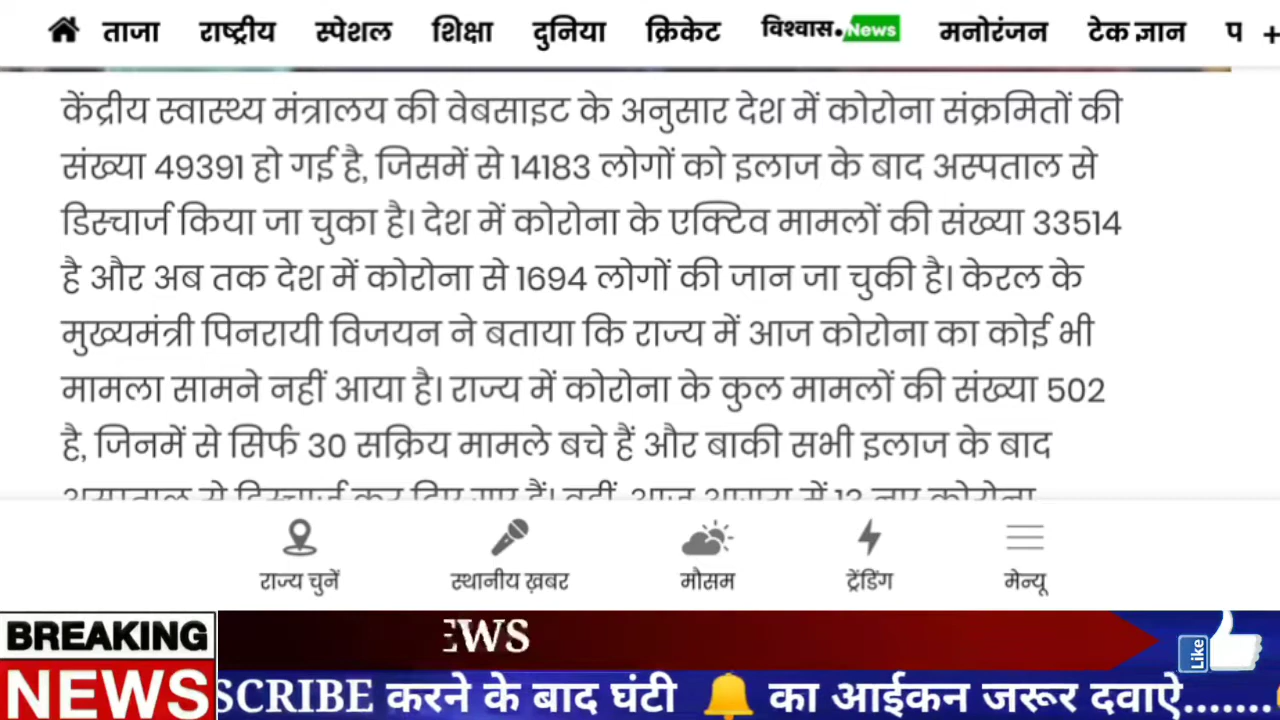 ताजा राष्ट्रीय स्पेशल शिक्षा दुनिया क्रिकेट विश्वास.News मनोरंजन टेक ज्ञान प +
केंद्रीय स्वास्थ्य मंत्रालय की वेबसाइट के अनुसार देश में कोरोना संक्रमितों की
संख्या 49391 हो गई है, जिसमें से 14183 लोगों को इलाज के बाद अस्पताल से
डिस्चार्ज किया जा चुका है। देश में कोरोना के एक्टिव मामलों की संख्या 33514
है और अब तक देश में कोरोना से 1694 लोगों की जान जा चुकी है। केरल के
मुख्यमंत्री पिनरायी विजयन ने बताया कि राज्य में आज कोरोना का कोई भी
मामला सामने नहीं आया है। राज्य में कोरोना के कुल मामलों की संख्या 502
है, जिनमें से सिर्फ 30 सक्रिय मामले बचे हैं और बाकी सभी इलाज के बाद
राज्य चुनें स्थानीय ख़बर मौसम ट्रेंडिंग मेन्यू
BREAKING
NEWS
EWS
Like
SCRIBE करने के बाद घंटी 🔔 का आईकन जरूर दवाऐ.......